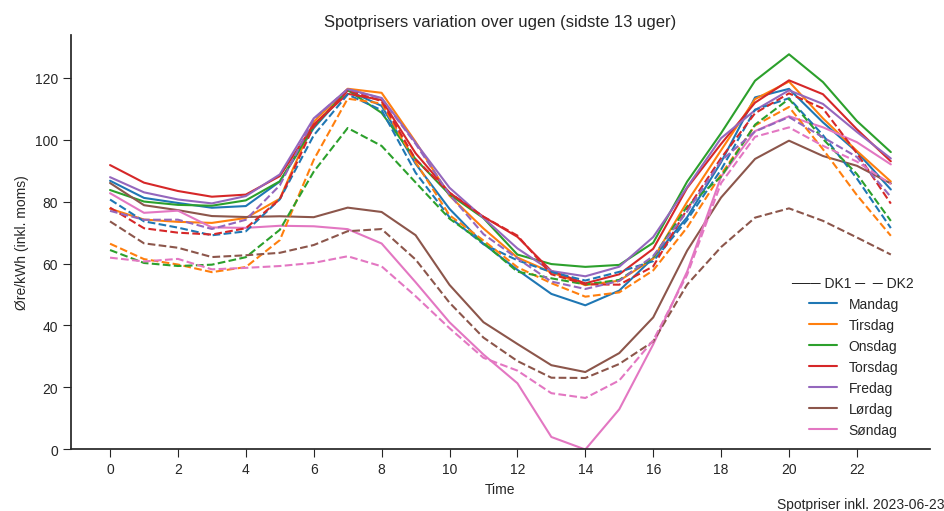 Spotprisers variation over ugen (sidste 13 uger)
Øre/kWh (inkl. moms)
120
100
80
60
40
20
0
0 2 4 6 8 10 12 14 16 18 20 22
Time
DK1 DK2
Mandag
Tirsdag
Onsdag
Torsdag
Fredag
Lørdag
Søndag
Spotpriser inkl. 2023-06-23